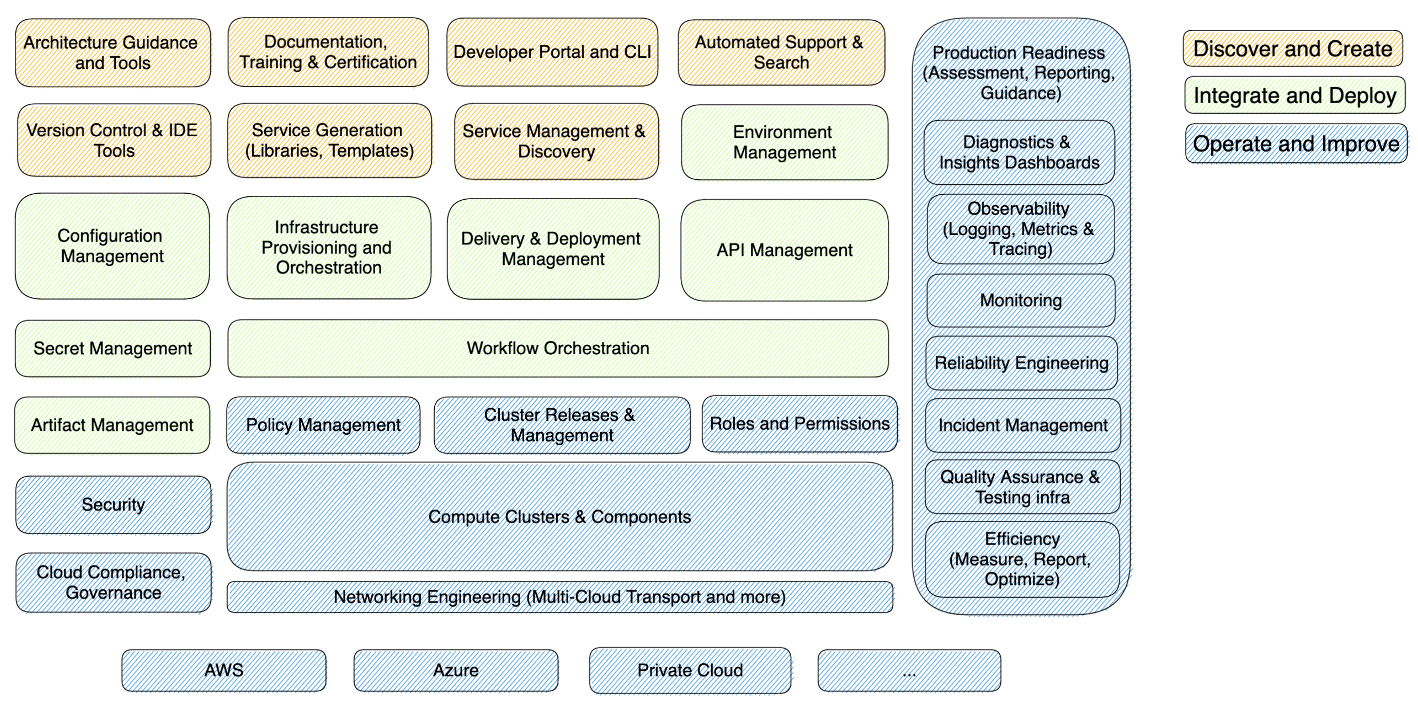 Architecture Guidance
and Tools
Documentation,
Training & Certification
Developer Portal and CLI
Automated Support &
Search
Version Control & IDE
Tools
Service Generation
(Libraries, Templates)
Service Management &
Discovery
Environment
Management
Configuration
Management
Infrastructure
Provisioning and
Orchestration
Delivery & Deployment
Management
API Management
Secret Management
Workflow Orchestration
Artifact Management
Policy Management
Cluster Releases &
Management
Roles and Permissions
Security
Compute Clusters & Components
Cloud Compliance,
Governance
Networking Engineering (Multi-Cloud Transport and more)
AWS
Azure
Private Cloud
...
Production Readiness
(Assessment, Reporting,
Guidance)
Diagnostics &
Insights Dashboards
Observability
(Logging, Metrics &
Tracing)
Monitoring
Reliability Engineering
Incident Management
Quality Assurance &
Testing infra
Efficiency
(Measure, Report,
Optimize)
Discover and Create
Integrate and Deploy
Operate and Improve